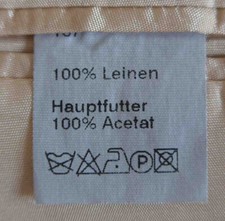 100% Leinen
Hauptfutter
100% Acetat
P